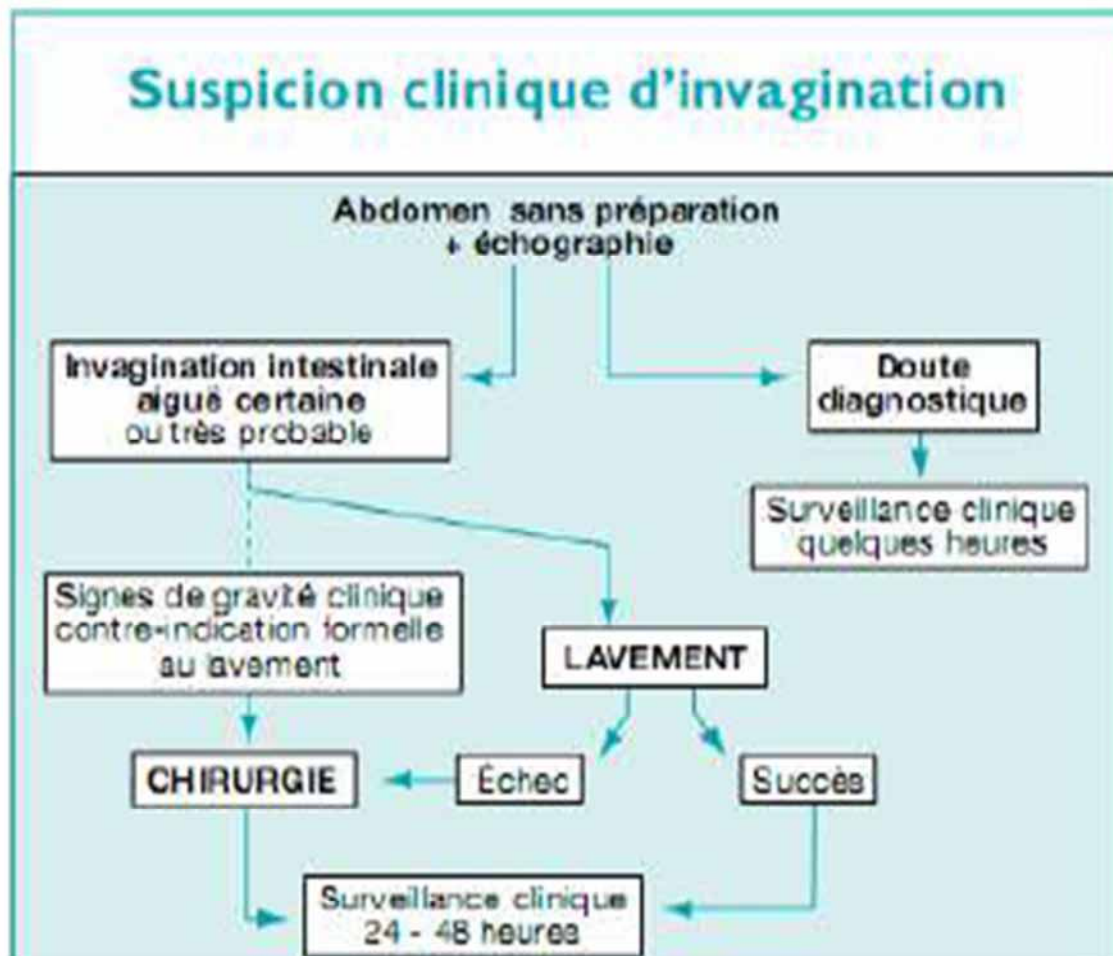 Suspicion clinique d'invagination
Abdomen sans préparation
+ échographie
Invagination intestinale
aiguë certaine
ou très probable
Doute
diagnostique
Surveillance clinique
quelques heures
Signes de gravité clinique
contre-indication formelle
au lavement
LAVEMENT
CHIRURGIE
Échec
Succès
Surveillance clinique
24 - 48 heures